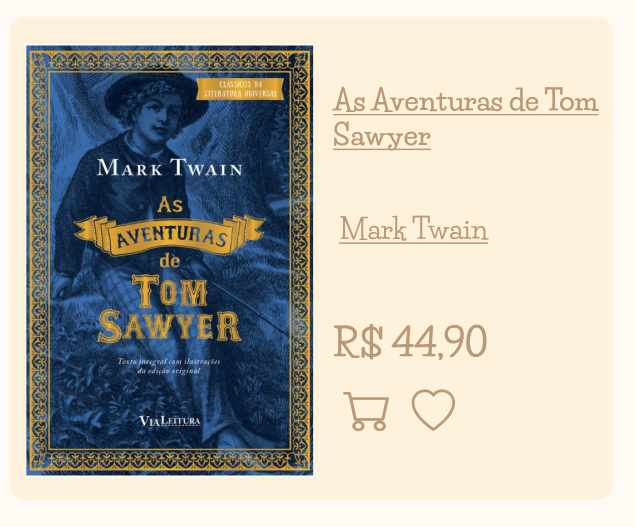 CLÁSSICOS DA
LITERATURA UNIVERSAL
MARK TWAIN
As
AVENTURAS
de
TOM
SAWYER
Texto integral com ilustrações
da edição original
VIALEITURA
As Aventuras de Tom
Sawyer
Mark Twain
R$ 44,90